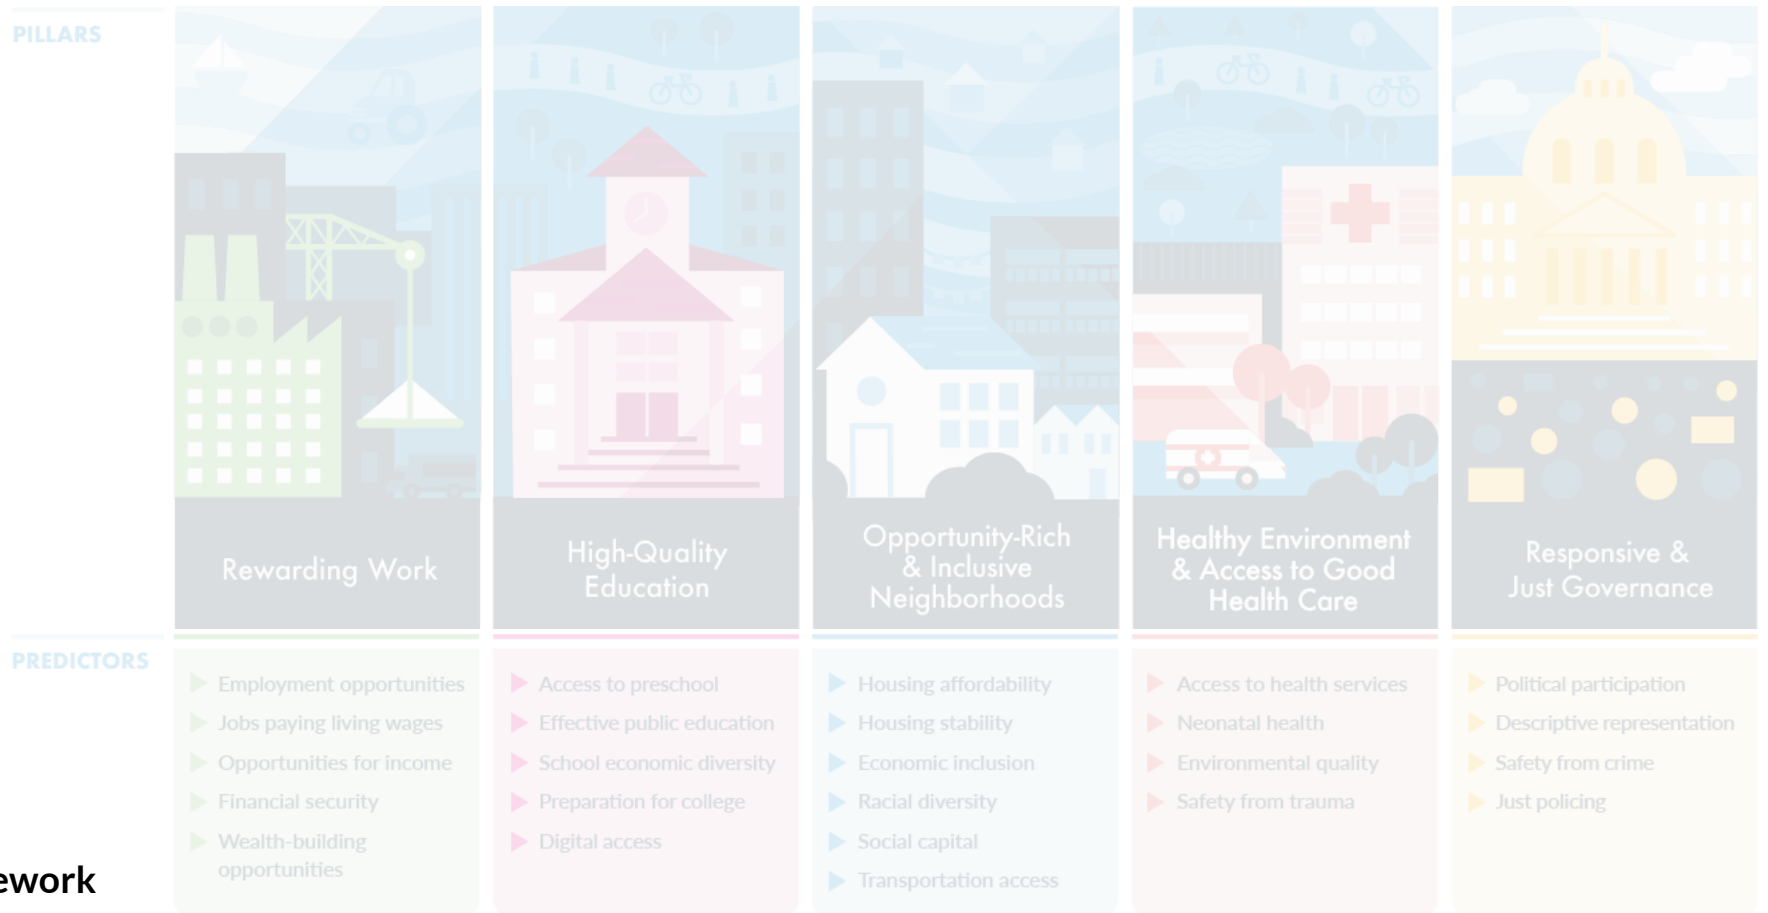 PILLARS
Rewarding Work
High-Quality
Education
Opportunity-Rich
& Inclusive
Neighborhoods
Healthy Environment
& Access to Good
Health Care
Responsive &
Just Governance
PREDICTORS
Employment opportunities
Jobs paying living wages
Opportunities for income
Financial security
Wealth-building
opportunities
Access to preschool
Effective public education
School economic diversity
Preparation for college
Digital access
Housing affordability
Housing stability
Economic inclusion
Racial diversity
Social capital
Transportation access
Access to health services
Neonatal health
Environmental quality
Safety from trauma
Political participation
Descriptive representation
Safety from crime
Just policing
ework